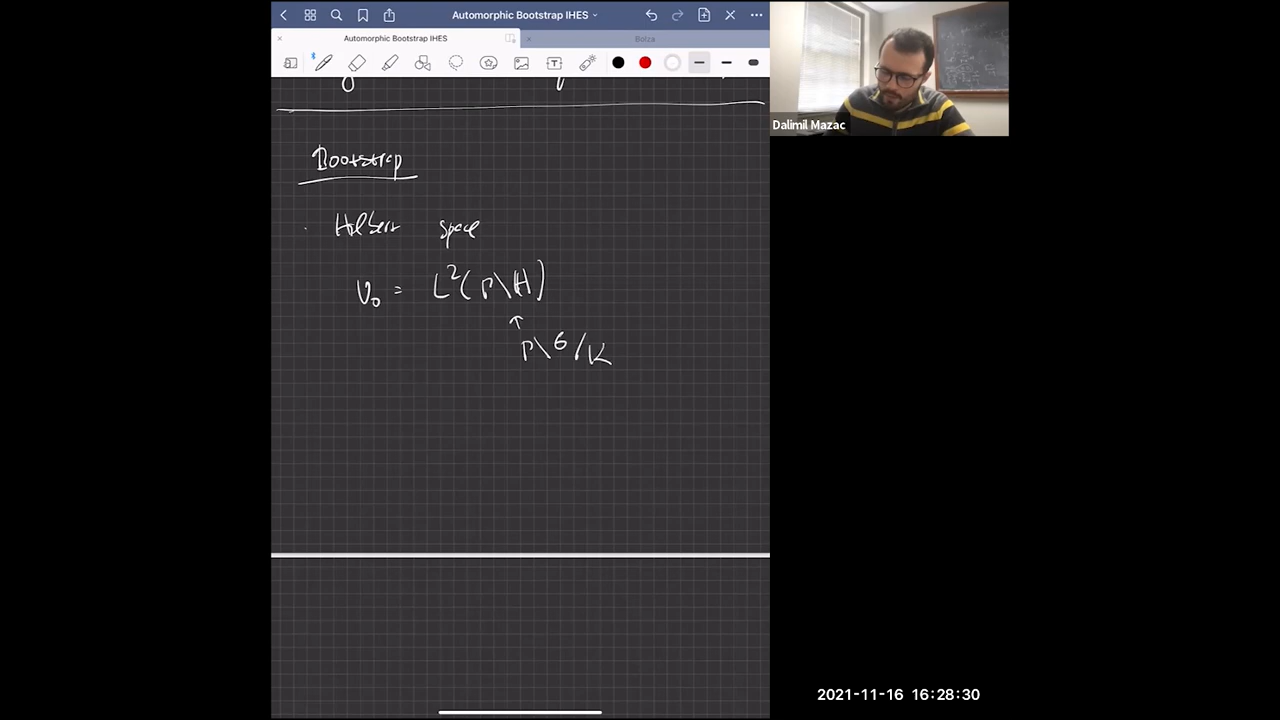 Automorphic Bootstrap IHES
Automorphic Bootstrap IHES
Bolza
Bootstrap
· Hilbert space
V₀ = L²(Γ\ℍ)
↑
Γ\G/K
Dalimil Mazac
2021-11-16 16:28:30